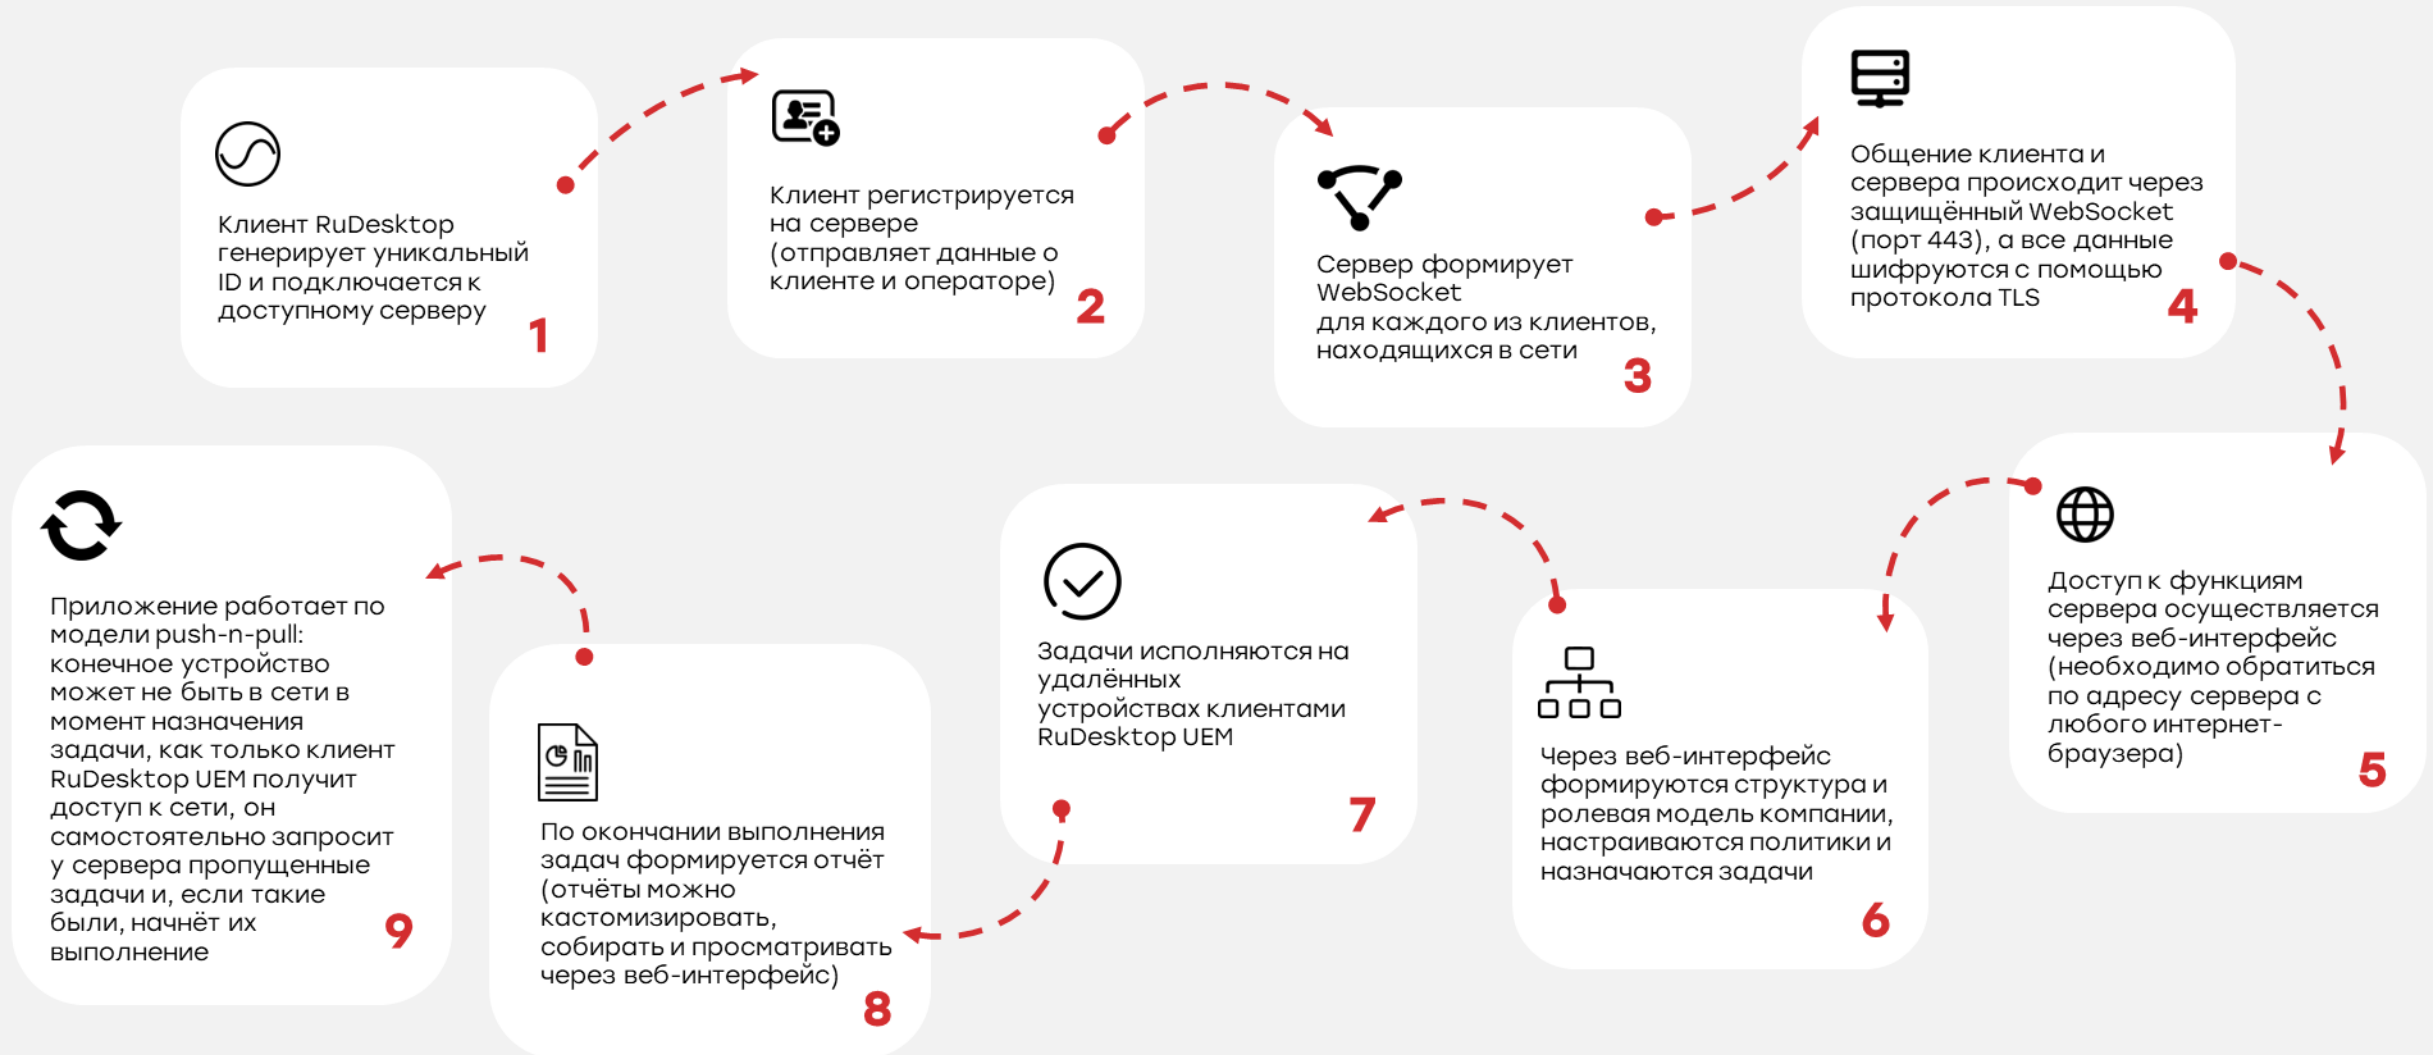 Клиент RuDesktop
генерирует уникальный
ID и подключается к
доступному серверу
1
Клиент регистрируется
на сервере
(отправляет данные о
клиенте и операторе)
2
Сервер формирует
WebSocket
для каждого из клиентов,
находящихся в сети
3
Общение клиента и
сервера происходит через
защищённый WebSocket
(порт 443), а все данные
шифруются с помощью
протокола TLS
4
Доступ к функциям
сервера осуществляется
через веб-интерфейс
(необходимо обратиться
по адресу сервера с
любого интернет-
браузера)
5
Через веб-интерфейс
формируются структура и
ролевая модель компании,
настраиваются политики и
назначаются задачи
6
Задачи исполняются на
удалённых
устройствах клиентами
RuDesktop UEM
7
По окончании выполнения
задач формируется отчёт
(отчёты можно
кастомизировать,
собирать и просматривать
через веб-интерфейс)
8
Приложение работает по
модели push-n-pull:
конечное устройство
может не быть в сети в
момент назначения
задачи, как только клиент
RuDesktop UEM получит
доступ к сети, он
самостоятельно запросит
у сервера пропущенные
задачи и, если такие
были, начнёт их
выполнение
9